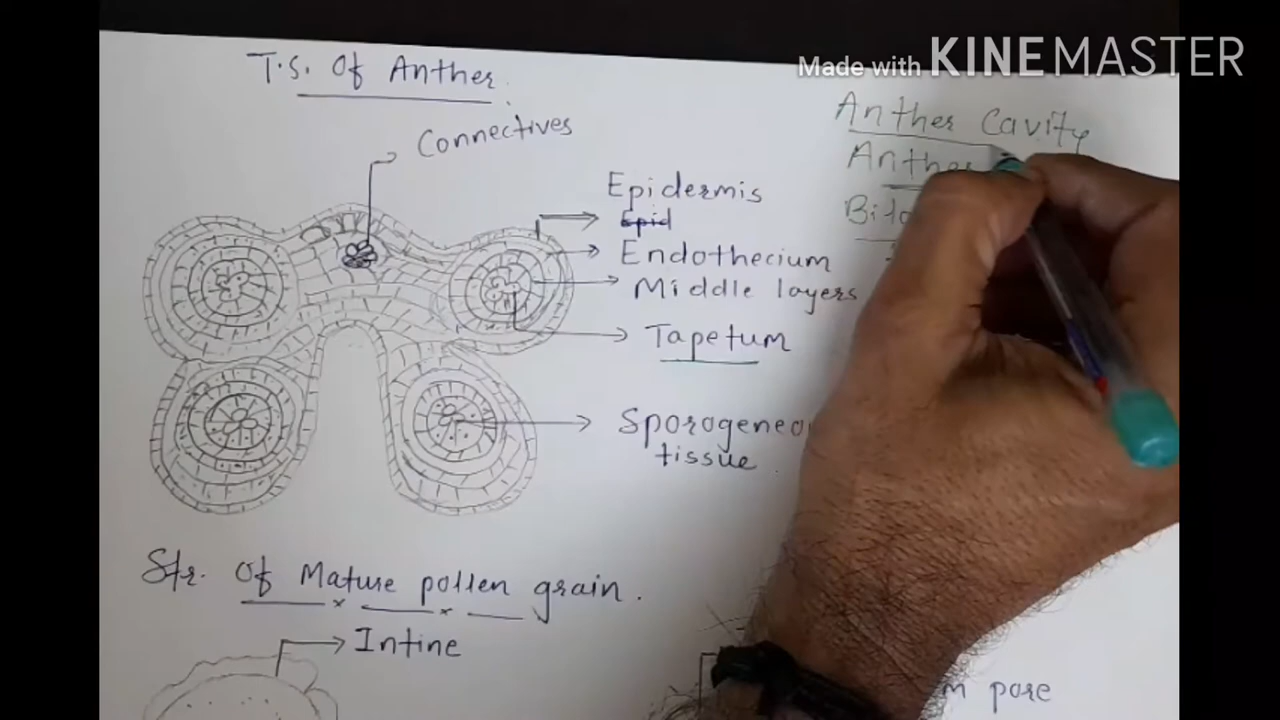 Made with KINEMASTER
T.S. Of Anther.
Connectives
Anther Cavity
Anther
Epidermis
Epid
Endothecium
Middle layers
Tapetum
tissue
Str. Of Mature pollen grain.
Intine
pore